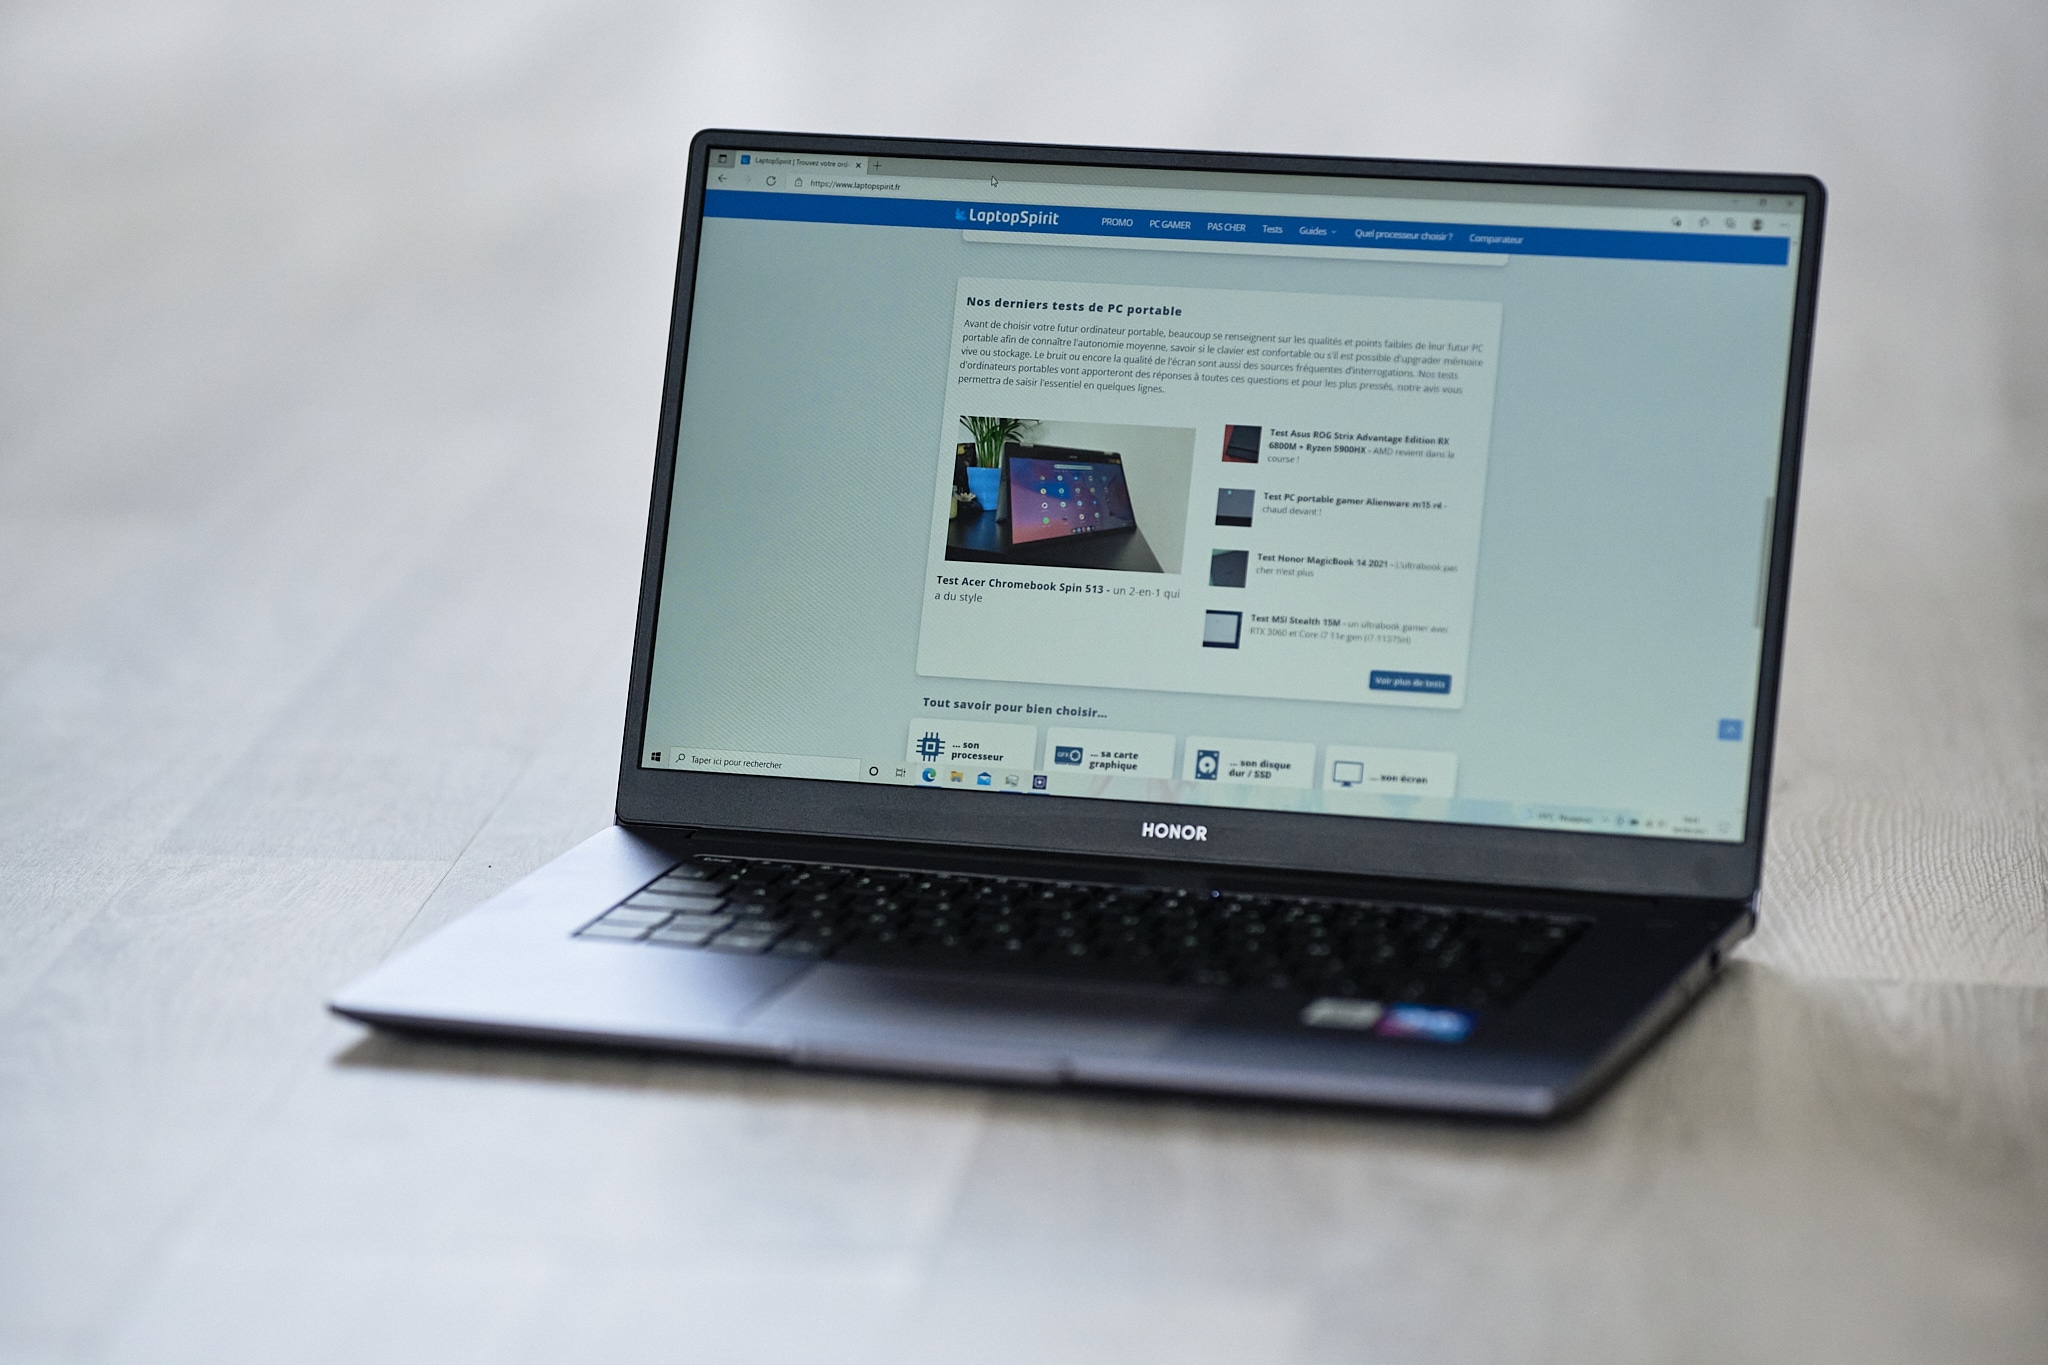 LaptopSpirit | Trouvez votre ordi
https://www.laptopspirit.fr
LaptopSpirit PROMO PC GAMER PAS CHER Tests Guides Quel processeur choisir ? Comparateur
Nos derniers tests de PC portable
Avant de choisir votre futur ordinateur portable, beaucoup se renseignent sur les qualités et points faibles de leur futur PC
portable afin de connaître l'autonomie moyenne, savoir si le clavier est confortable ou s'il est possible d'upgrader mémoire
vive ou stockage. Le bruit ou encore la qualité de l'écran sont aussi des sources fréquentes d'interrogations. Nos tests
d'ordinateurs portables vont apporteront des réponses à toutes ces questions et pour les plus pressés, notre avis vous
permettra de saisir l'essentiel en quelques lignes.
Test Acer Chromebook Spin 513 - un 2-en-1 qui
a du style
Test Asus ROG Strix Advantage Edition RX
6800M + Ryzen 5900HX - AMD revient dans la
course !
Test PC portable gamer Alienware m15 r4 -
chaud devant !
Test Honor MagicBook 14 2021 - L'ultrabook pas
cher n'est plus
Test MSI Stealth 15M - un ultrabook gamer avec
RTX 3060 et Core i7 11e gen (i7-11375H)
Voir plus de tests
Tout savoir pour bien choisir...
... son
processeur
... sa carte
graphique
... son disque
dur / SSD
... son écran
Taper ici pour rechercher
HONOR